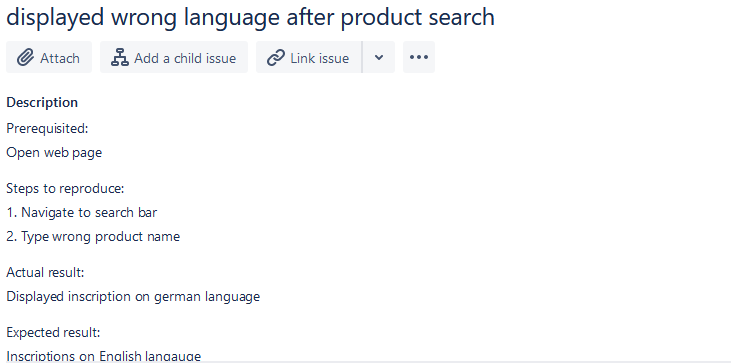 displayed wrong language after product search
Attach
Add a child issue
Link issue
Description
Prerequisited:
Open web page
Steps to reproduce:
1. Navigate to search bar
2. Type wrong product name
Actual result:
Displayed inscription on german language
Expected result:
Inscriptions on English langauge